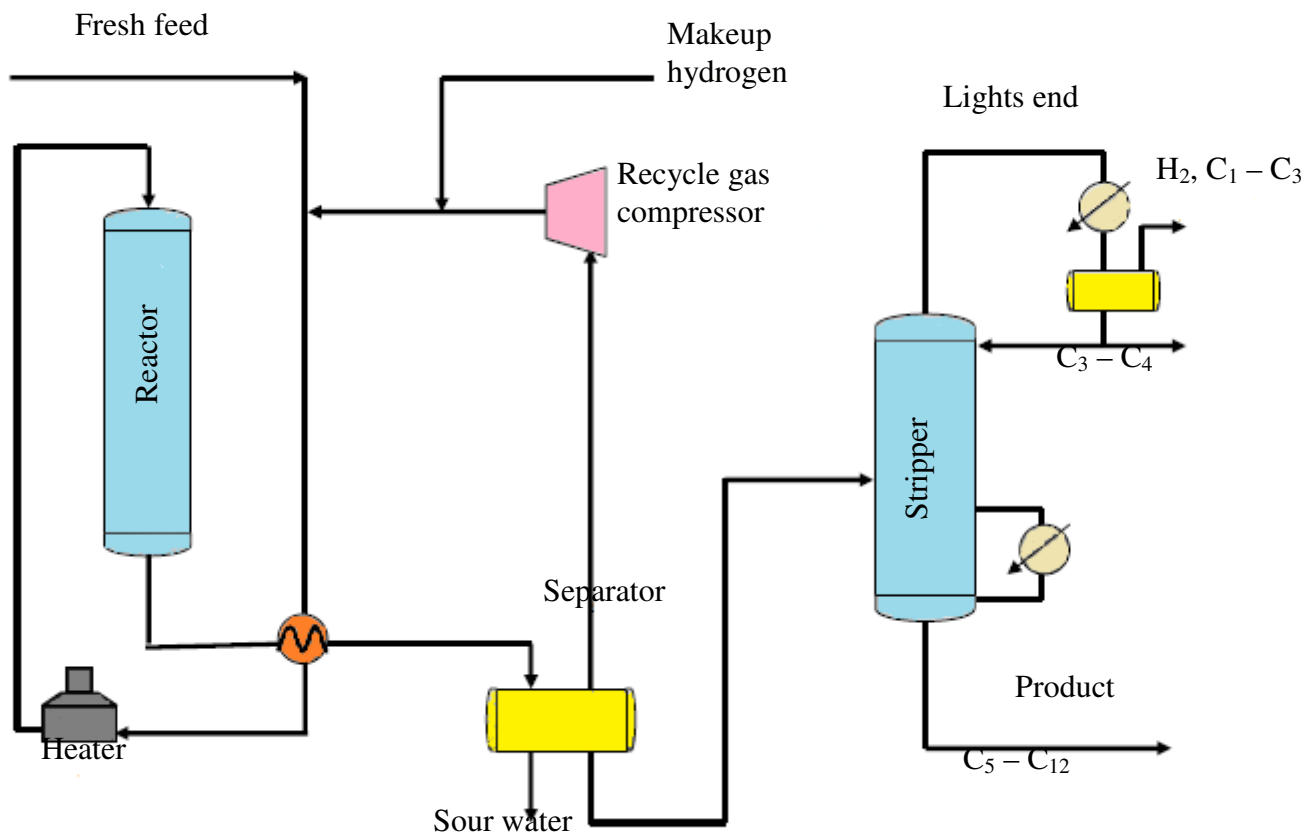 Fresh feed
Makeup
hydrogen
Lights end
Recycle gas
compressor
H₂, C₁ – C₃
Reactor
C₃ – C₄
Stripper
Separator
Product
Heater
C₅ – C₁₂
Sour water